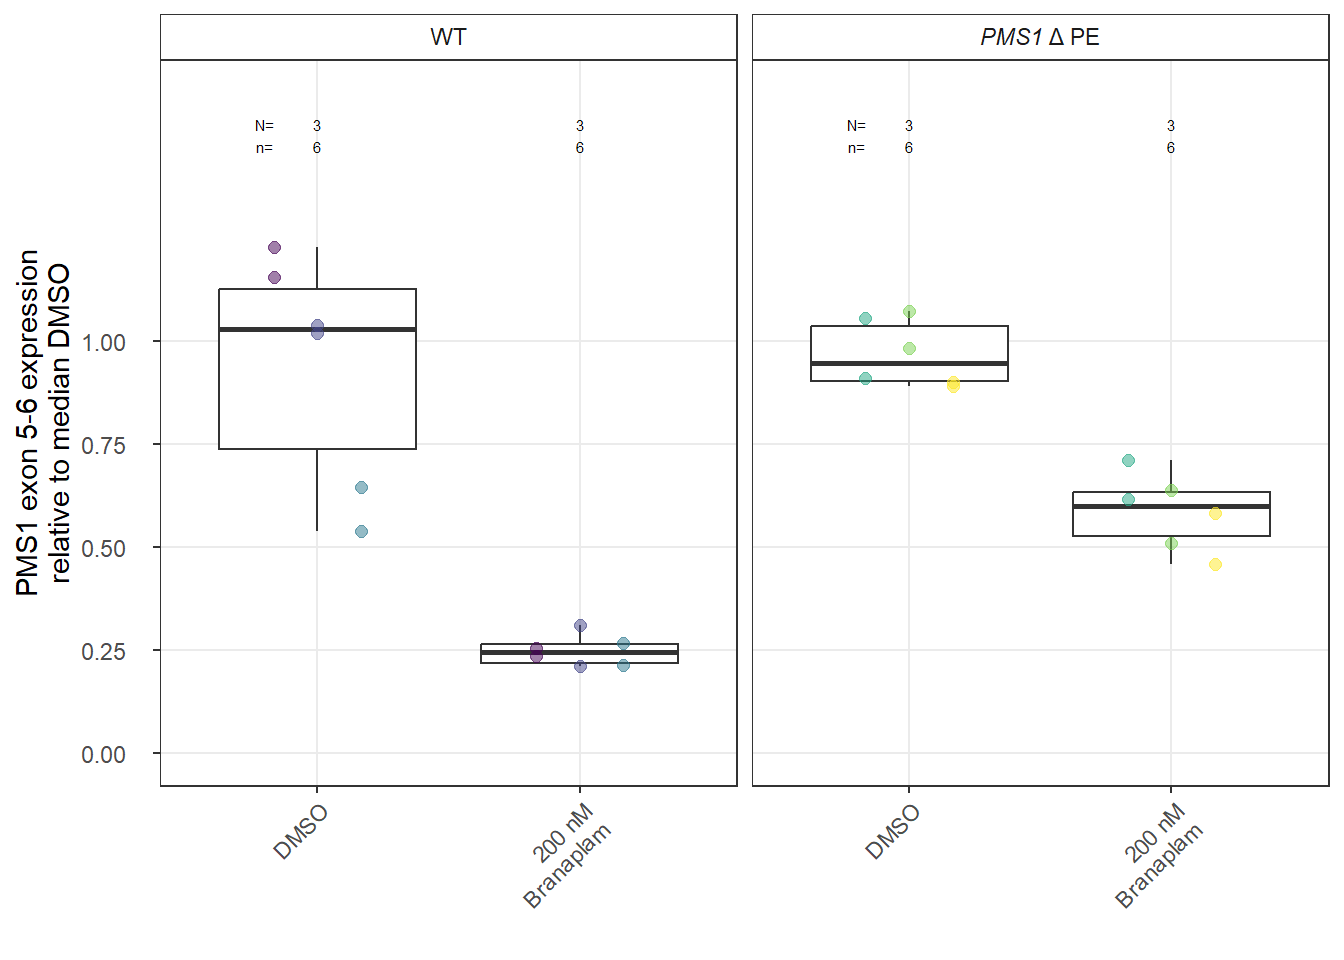 WT
PMS1 Δ PE
N= 3 3
n= 6 6
N= 3 3
n= 6 6
PMS1 exon 5-6 expression
relative to median DMSO
1.00
0.75
0.50
0.25
0.00
DMSO
200 nM
Branaplam
DMSO
200 nM
Branaplam